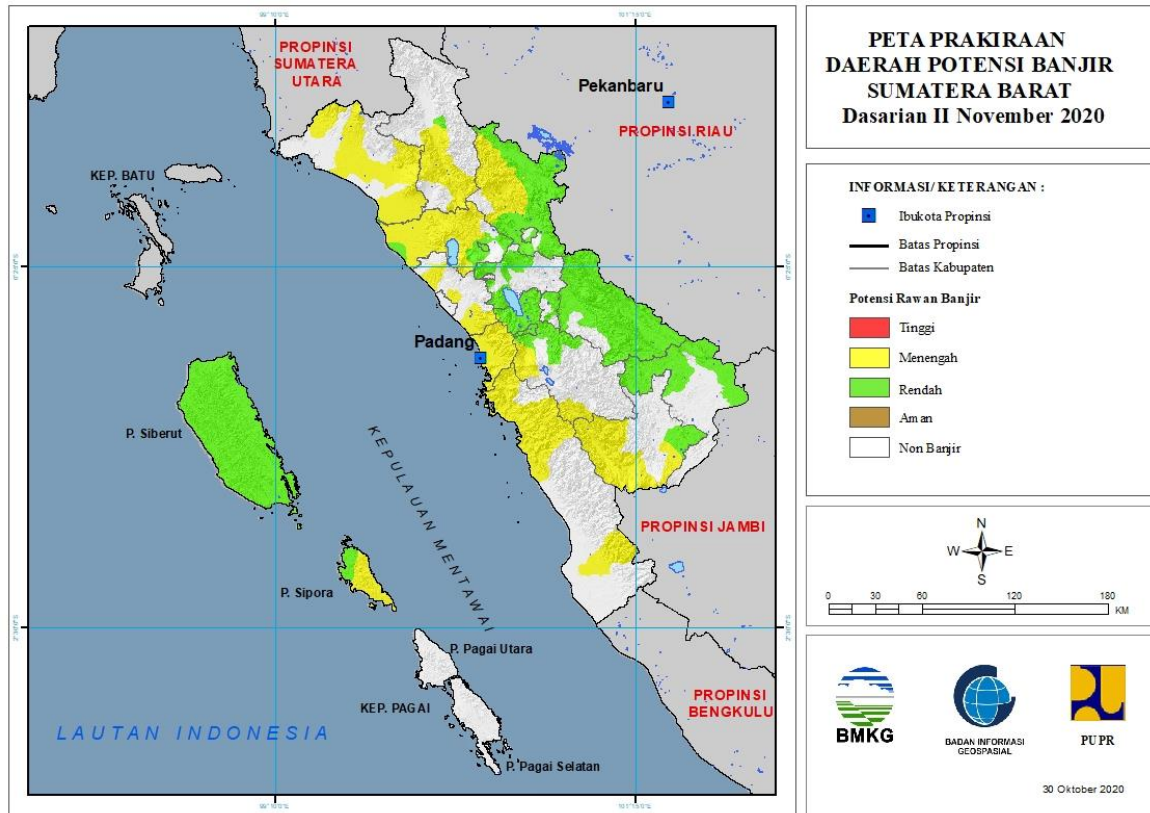 PROPINSI
SUMATERA
UTARA
Pekanbaru
PROPINSI RIAU
KEP. BATU
Padang
P. Siberut
KEPULAUAN MENTAWAI
PROPINSI JAMBI
P. Sipora
P. Pagai Utara
KEP. PAGAI
PROPINSI
BENGKULU
LAUTAN INDONESIA
P. Pagai Selatan
PETA PRAKIRAAN
DAERAH POTENSI BANJIR
SUMATERA BARAT
Dasarian II November 2020
INFORMASI/ KETERANGAN :
Ibukota Propinsi
Batas Propinsi
Batas Kabupaten
Potensi Rawan Banjir
Tinggi
Menengah
Rendah
Aman
Non Banjir
N
W E
S
0 30 60 120 180
KM
BMKG
BADAN INFORMASI
GEOSPASIAL
PUPR
30 Oktober 2020